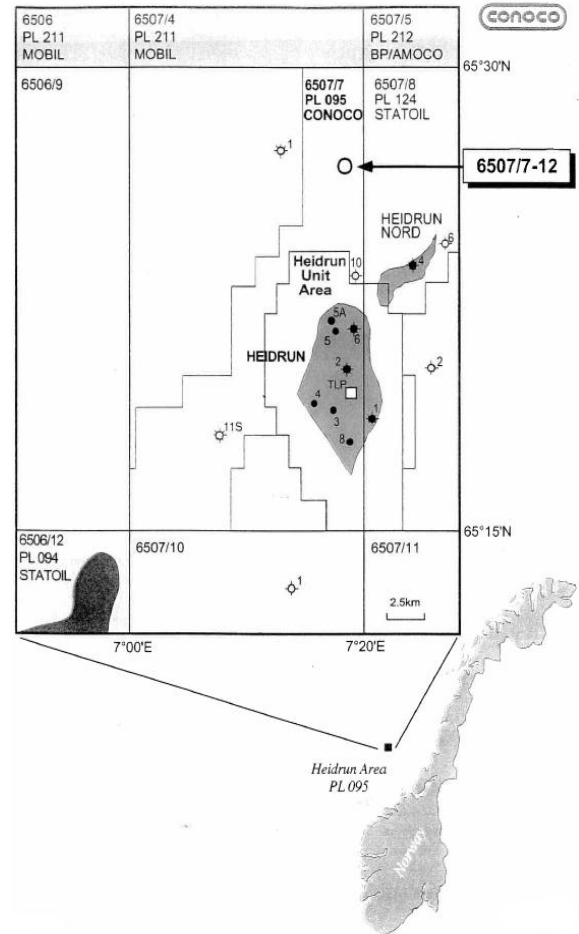 conoco
6506
PL 211
MOBIL
6507/4
PL 211
MOBIL
6507/5
PL 212
BP/AMOCO
65°30'N
6506/9
6507/7
PL 095
CONOCO
6507/8
PL 124
STATOIL
1
6507/7-12
HEIDRUN
NORD
6
4
Heidrun
Unit
Area
10
5A
5
6
HEIDRUN
2
2
TLP
4
3
1
11S
8
65°15'N
6506/12
PL 094
STATOIL
6507/10
6507/11
1
2.5km
7°00'E
7°20'E
Heidrun Area
PL 095
Norway